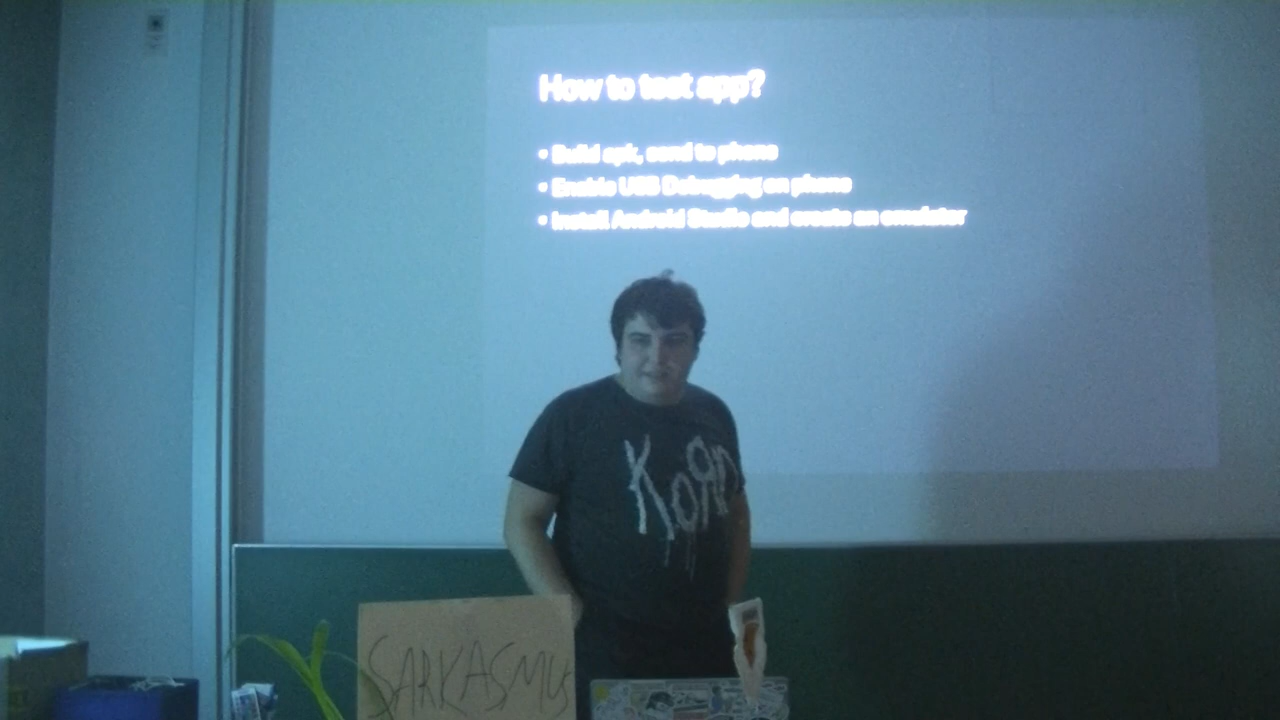 How to test app?
• Build apk, send to phone
• Enable USB Debugging on phone
• Install Android Studio and create an emulator
KoЯn
SARKASMUS